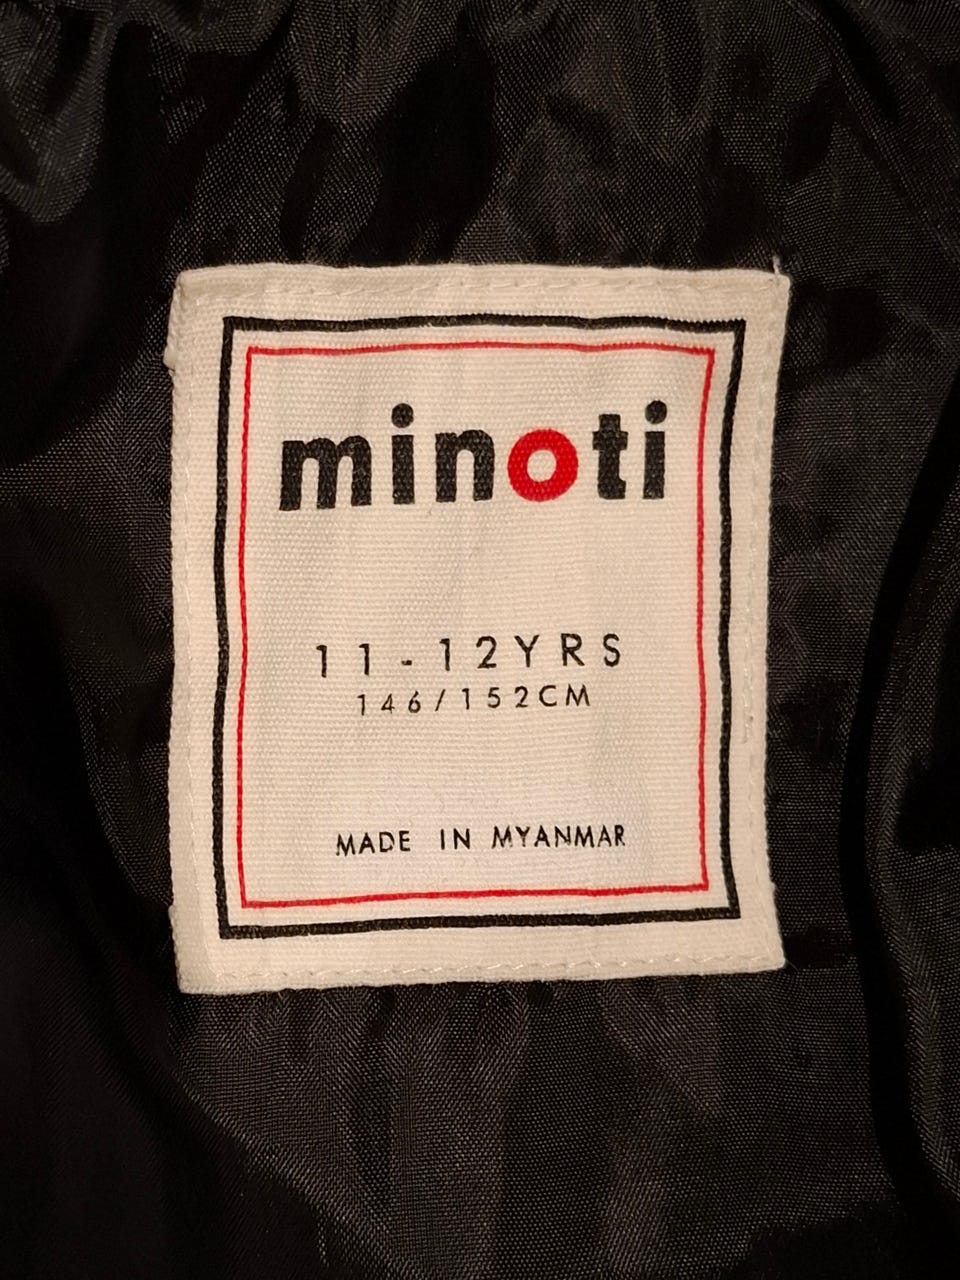 minoti
11-12YRS
146/152CM
MADE IN MYANMAR